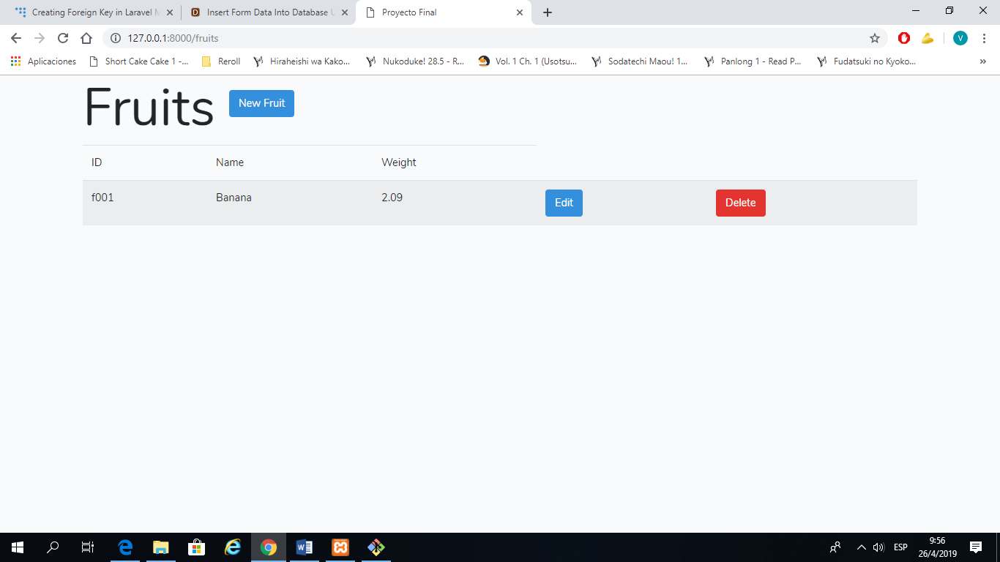 Creating Foreign Key in Laravel M
Insert Form Data Into Database U
Proyecto Final
127.0.0.1:8000/fruits
V
Aplicaciones
Short Cake Cake 1 -...
Reroll
Hiraheishi wa Kako...
Nukoduke! 28.5 - R...
Vol. 1 Ch. 1 (Usotsu...
Sodatechi Maou! 1...
Panlong 1 - Read P...
Fudatsuki no Kyoko...
»
Fruits
New Fruit
ID
Name
Weight
f001
Banana
2.09
Edit
Delete
ESP
9:56
26/4/2019